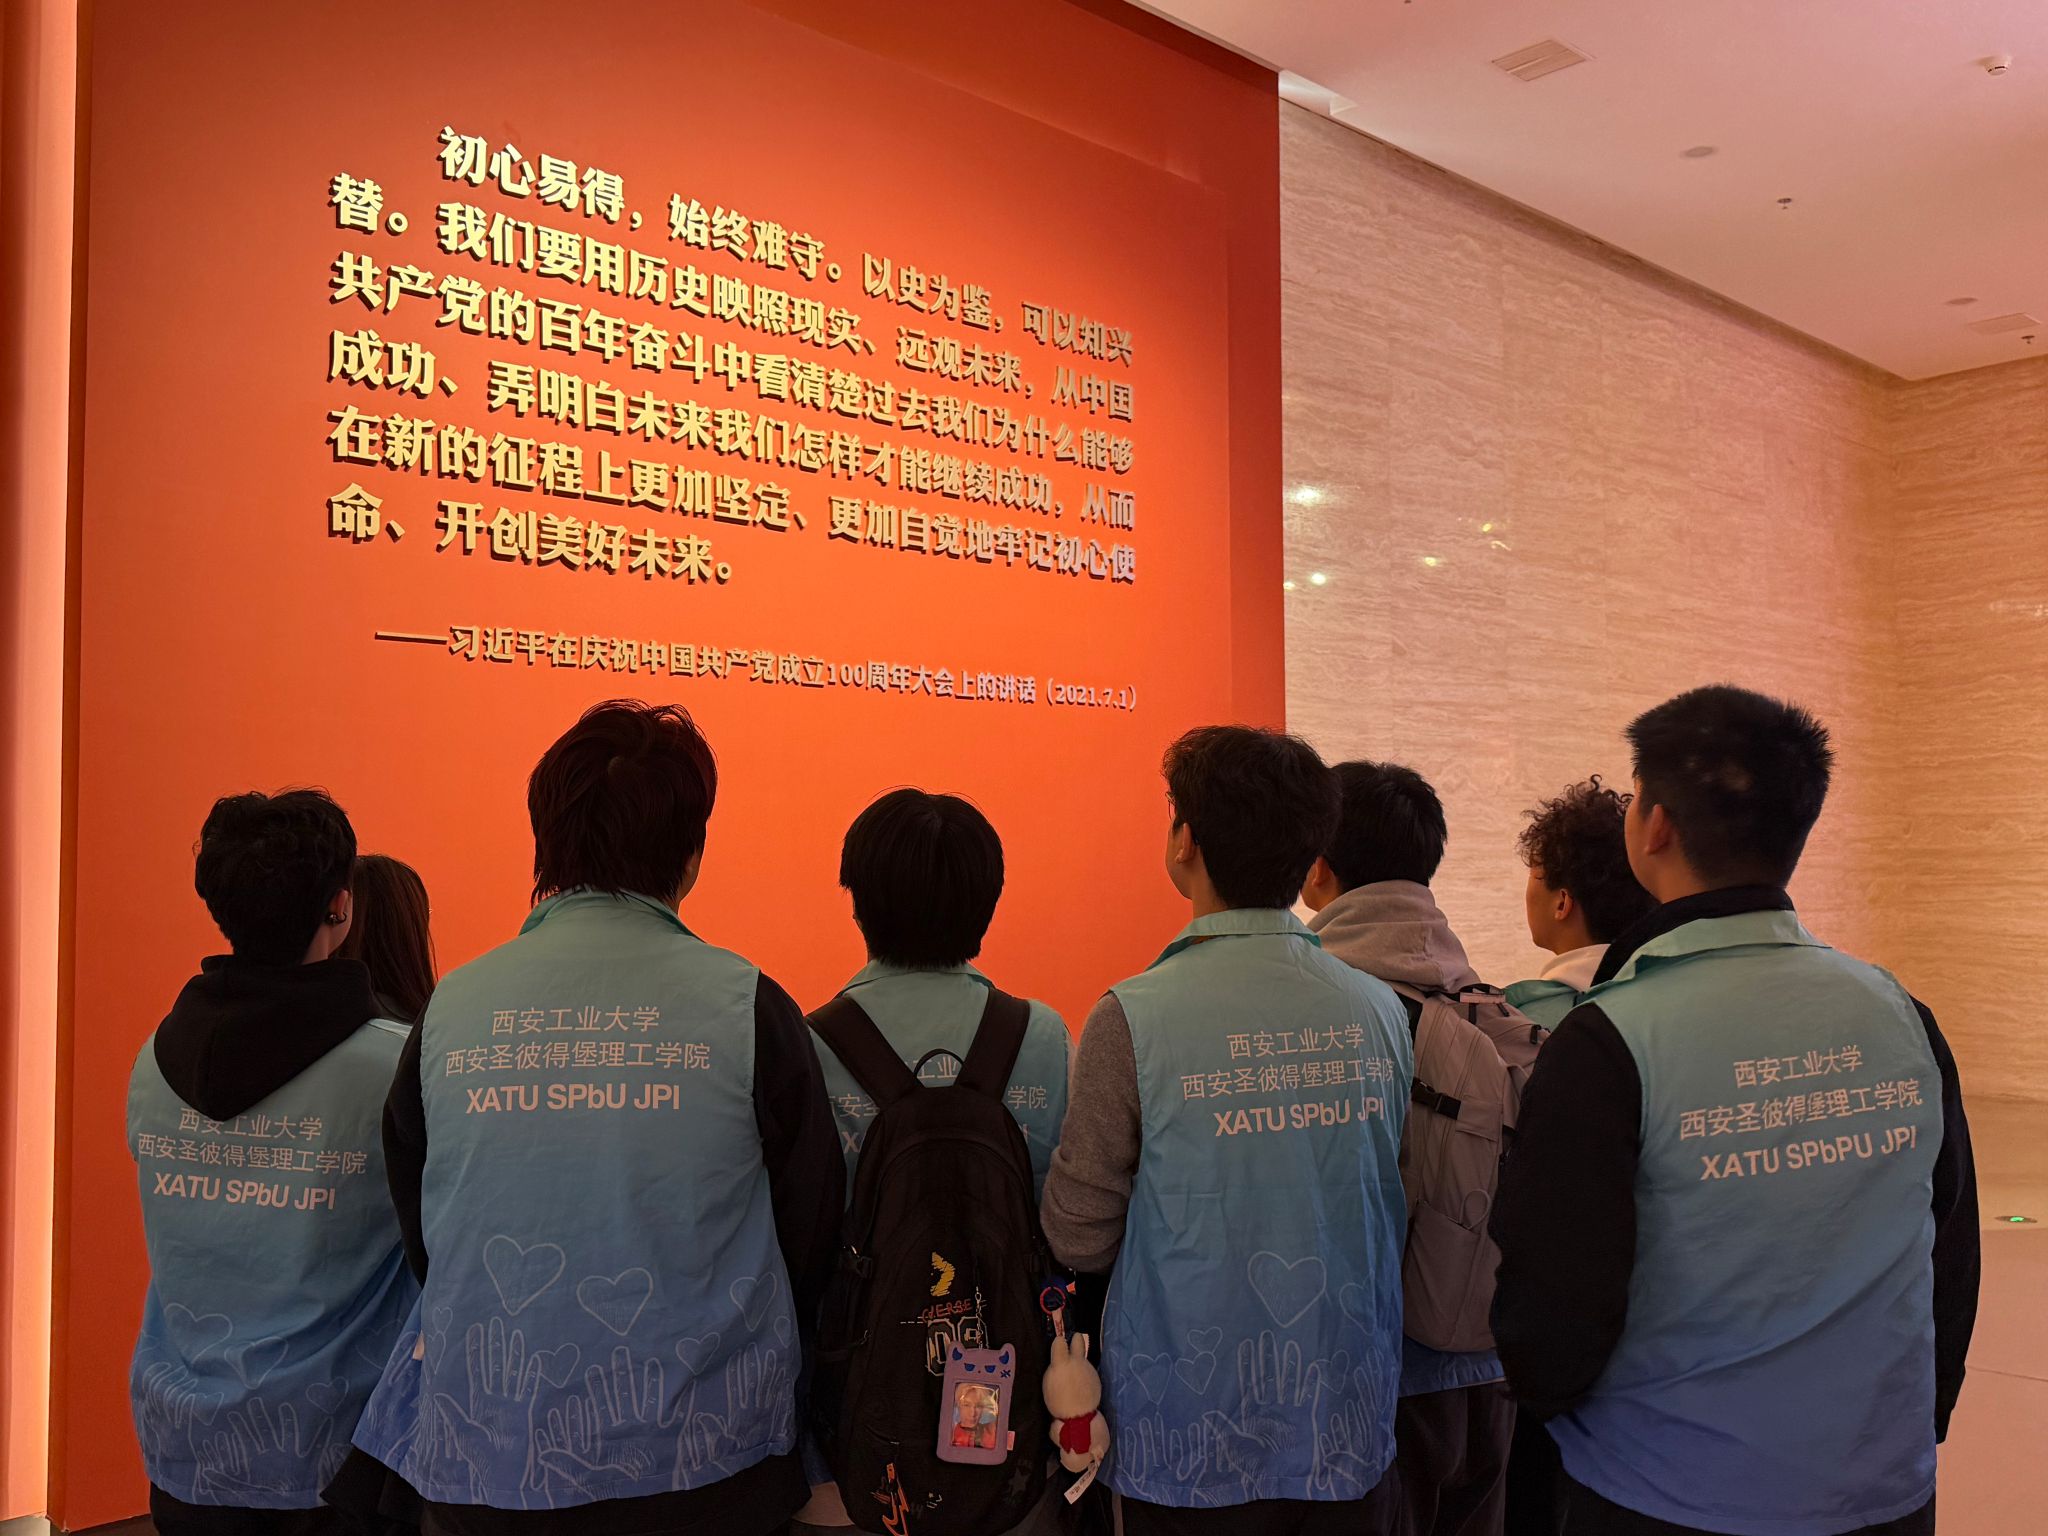 初心易得，始终难守。以史为鉴，可以知兴
替。我们要用历史映照现实、远观未来，从中国
共产党的百年奋斗中看清楚过去我们为什么能够
成功、弄明白未来我们怎样才能继续成功，从而
在新的征程上更加坚定、更加自觉地牢记初心使
命、开创美好未来。
——习近平在庆祝中国共产党成立100周年大会上的讲话（2021.7.1）
西安工业大学
西安圣彼得堡理工学院
XATU SPbU JPI
西安工业大学
西安圣彼得堡理工学院
XATU SPbU JPI
工业
安圣
学院
西安工业大学
西安圣彼得堡理工学院
XATU SPbU JPI
西安工业大学
西安圣彼得堡理工学院
XATU SPbPU JPI